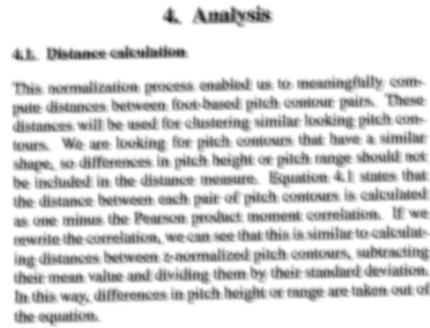 4. Analysis
4.1. Distance calculation
This normalization process enabled us to meaningfully com-
pute distances between foot-based pitch contour pairs. These
distances will be used for clustering similar looking pitch con-
tours. We are looking for pitch contours that have a similar
shape, so differences in pitch height or pitch range should not
be included in the distance measure. Equation 4.1 states that
the distance between each pair of pitch contours is calculated
as one minus the Pearson product moment correlation. If we
rewrite the correlation, we can see that this is similar to calculat-
ing distances between z-normalized pitch contours, subtracting
their mean value and dividing them by their standard deviation.
In this way, differences in pitch height or range are taken out of
the equation.